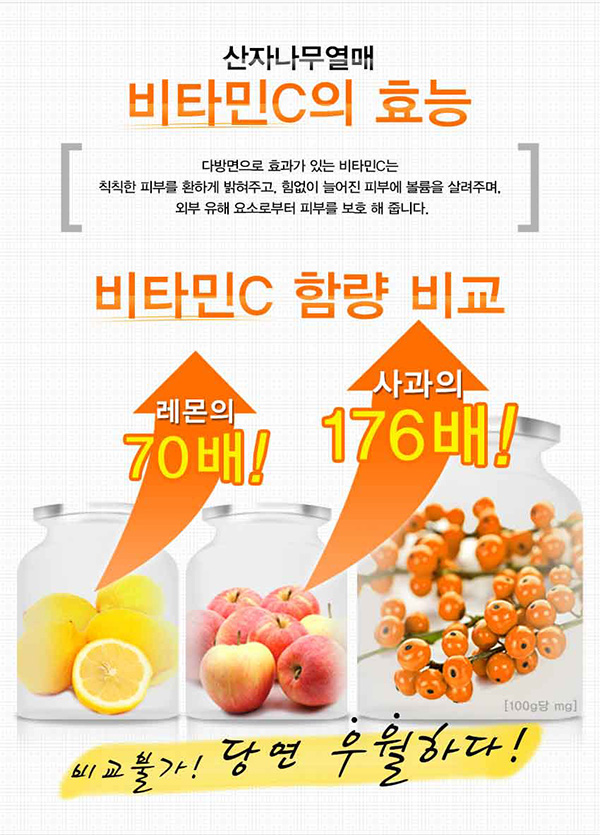 산자나무열매
비타민C의 효능
다방면으로 효과가 있는 비타민C는
칙칙한 피부를 환하게 밝혀주고, 힘없이 늘어진 피부에 볼륨을 살려주며,
외부 유해 요소로부터 피부를 보호 해 줍니다.
비타민C 함량 비교
레몬의
70배!
사과의
176배!
[100g당 mg]
비교불가! 당연 우월하다!